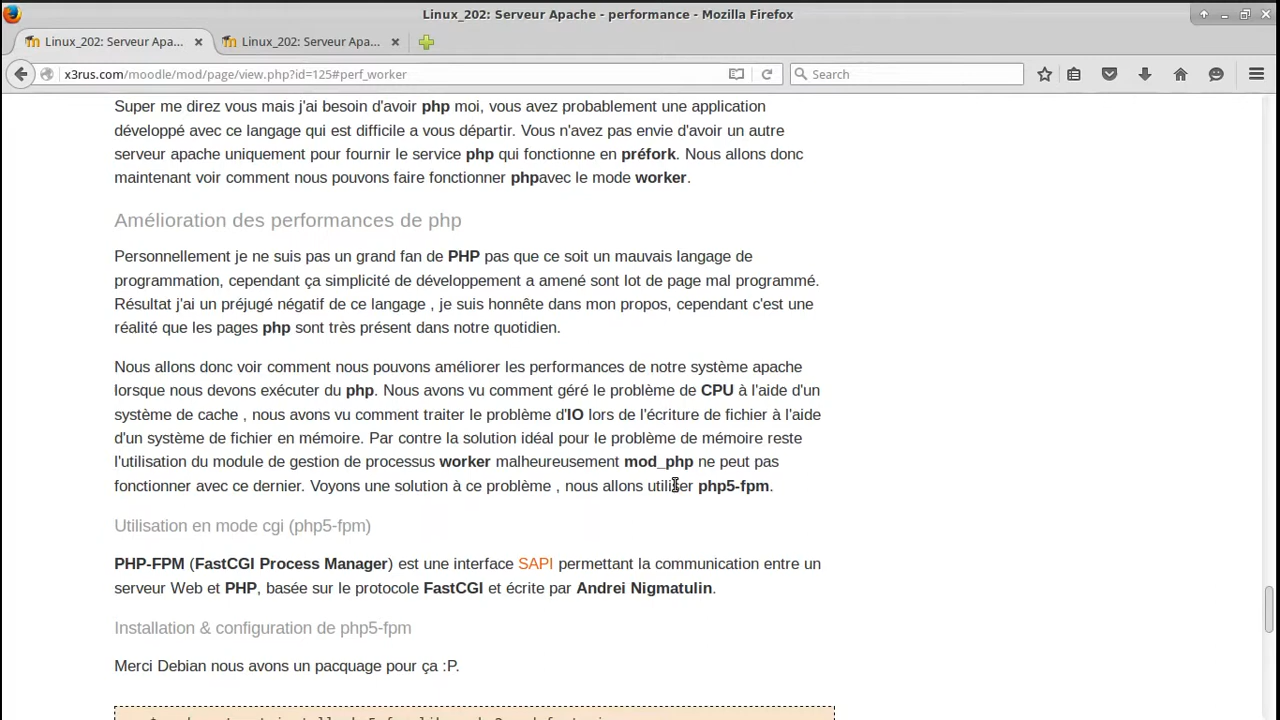 Linux_202: Serveur Apache - performance - Mozilla Firefox
Linux_202: Serveur Apa...
Linux_202: Serveur Apa...
x3rus.com/moodle/mod/page/view.php?id=125#perf_worker
Search
Super me direz vous mais j'ai besoin d'avoir php moi, vous avez probablement une application
développé avec ce langage qui est difficile a vous départir. Vous n'avez pas envie d'avoir un autre
serveur apache uniquement pour fournir le service php qui fonctionne en préfork. Nous allons donc
maintenant voir comment nous pouvons faire fonctionner phpavec le mode worker.
Amélioration des performances de php
Personnellement je ne suis pas un grand fan de PHP pas que ce soit un mauvais langage de
programmation, cependant ça simplicité de développement a amené sont lot de page mal programmé.
Résultat j'ai un préjugé négatif de ce langage , je suis honnête dans mon propos, cependant c'est une
réalité que les pages php sont très présent dans notre quotidien.
Nous allons donc voir comment nous pouvons améliorer les performances de notre système apache
lorsque nous devons exécuter du php. Nous avons vu comment géré le problème de CPU à l'aide d'un
système de cache , nous avons vu comment traiter le problème d'IO lors de l'écriture de fichier à l'aide
d'un système de fichier en mémoire. Par contre la solution idéal pour le problème de mémoire reste
l'utilisation du module de gestion de processus worker malheureusement mod_php ne peut pas
fonctionner avec ce dernier. Voyons une solution à ce problème , nous allons utiliser php5-fpm.
Utilisation en mode cgi (php5-fpm)
PHP-FPM (FastCGI Process Manager) est une interface SAPI permettant la communication entre un
serveur Web et PHP, basée sur le protocole FastCGI et écrite par Andrei Nigmatulin.
Installation & configuration de php5-fpm
Merci Debian nous avons un pacquage pour ça :P.